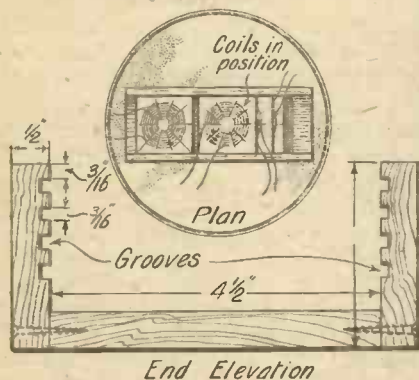 Coils in
position
1/2"
3/16"
3/16"
Plan
Grooves
4 1/2"
End Elevation